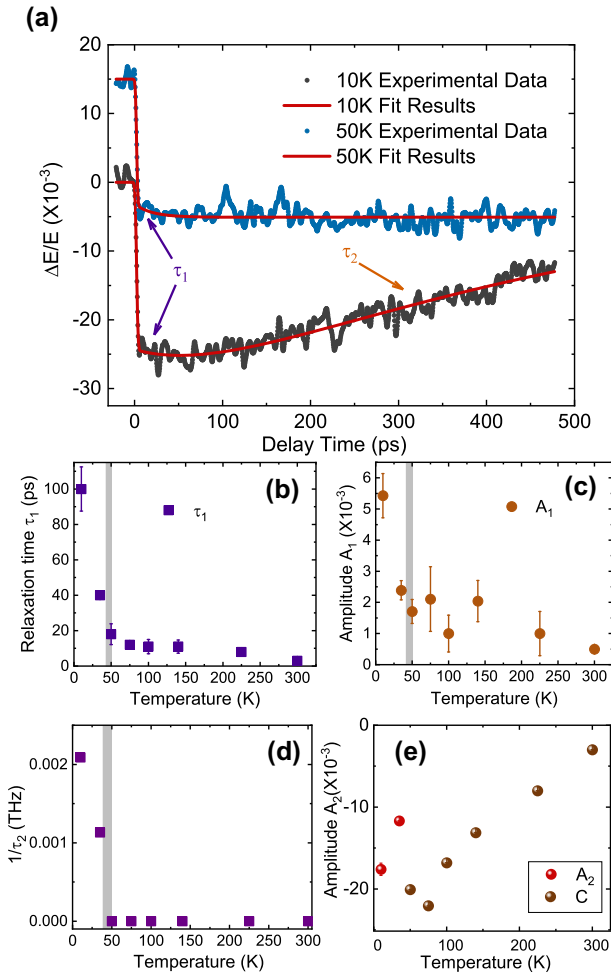 (a)
20
10
0
-10
-20
-30
ΔE/E (X10⁻³)
10K Experimental Data
10K Fit Results
50K Experimental Data
50K Fit Results
τ₁
τ₂
0 100 200 300 400 500
Delay Time (ps)
(b)
100
80
60
40
20
0
Relaxation time τ₁ (ps)
τ₁
0 50 100 150 200 250 300
Temperature (K)
(c)
6
5
4
3
2
1
0
Amplitude A₁ (X10⁻³)
A₁
0 50 100 150 200 250 300
Temperature (K)
(d)
0.002
0.001
0.000
1/τ₂ (THz)
0 50 100 150 200 250 300
Temperature (K)
(e)
0
-10
-20
Amplitude A₂(X10⁻³)
A₂
C
0 100 200 300
Temperature (K)